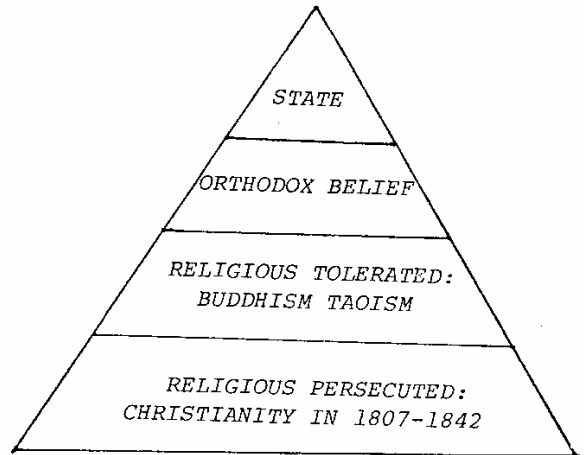 STATE
ORTHODOX BELIEF
RELIGIOUS TOLERATED:
BUDDHISM TAOISM
RELIGIOUS PERSECUTED:
CHRISTIANITY IN 1807-1842